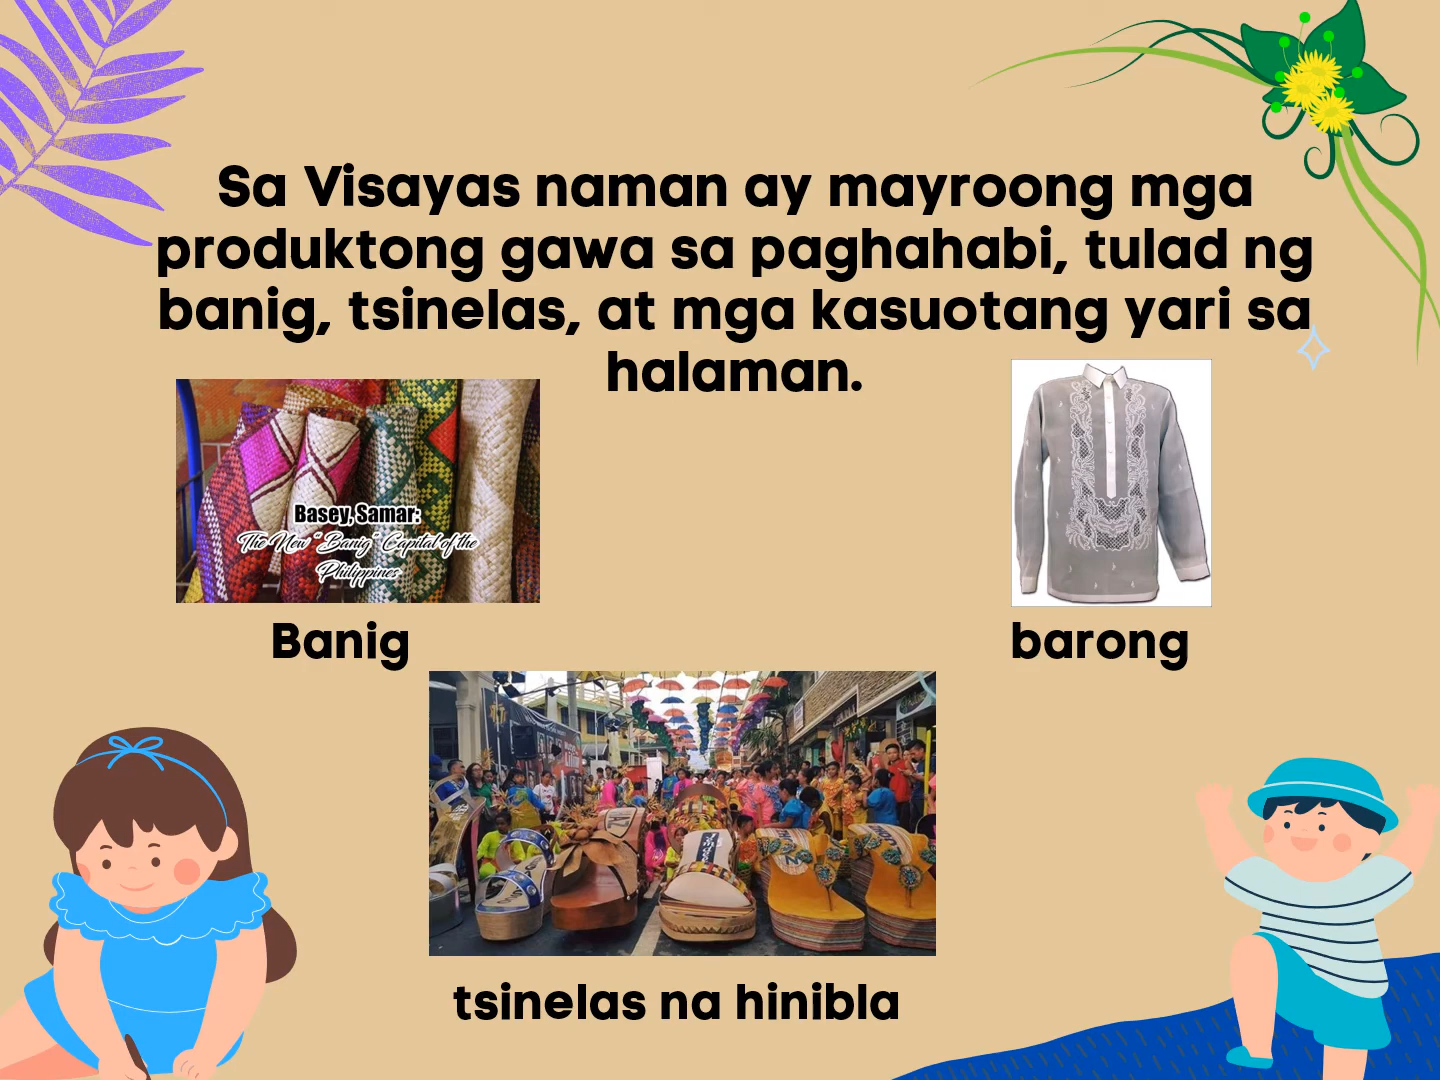 Sa Visayas naman ay mayroong mga
produktong gawa sa paghahabi, tulad ng
banig, tsinelas, at mga kasuotang yari sa
halaman.
Basey, Samar:
The New "Banig" Capital of the
Philippines
Banig
barong
tsinelas na hinibla